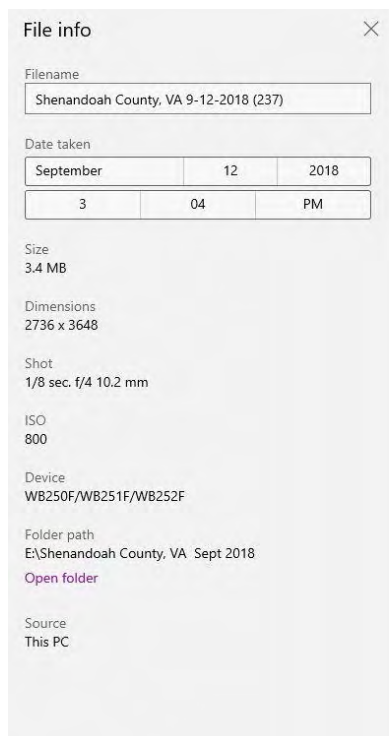 File info
Filename
Shenandoah County, VA 9-12-2018 (237)
Date taken
September 12 2018
3 04 PM
Size
3.4 MB
Dimensions
2736 x 3648
Shot
1/8 sec. f/4 10.2 mm
ISO
800
Device
WB250F/WB251F/WB252F
Folder path
E:\Shenandoah County, VA  Sept 2018
Open folder
Source
This PC